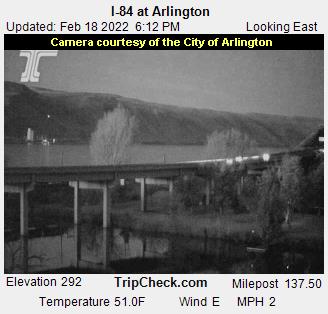 I-84 at Arlington
Updated: Feb 18 2022 6:12 PM Looking East
Camera courtesy of the City of Arlington
Elevation 292 TripCheck.com Milepost 137.50
Temperature 51.0F Wind E MPH 2